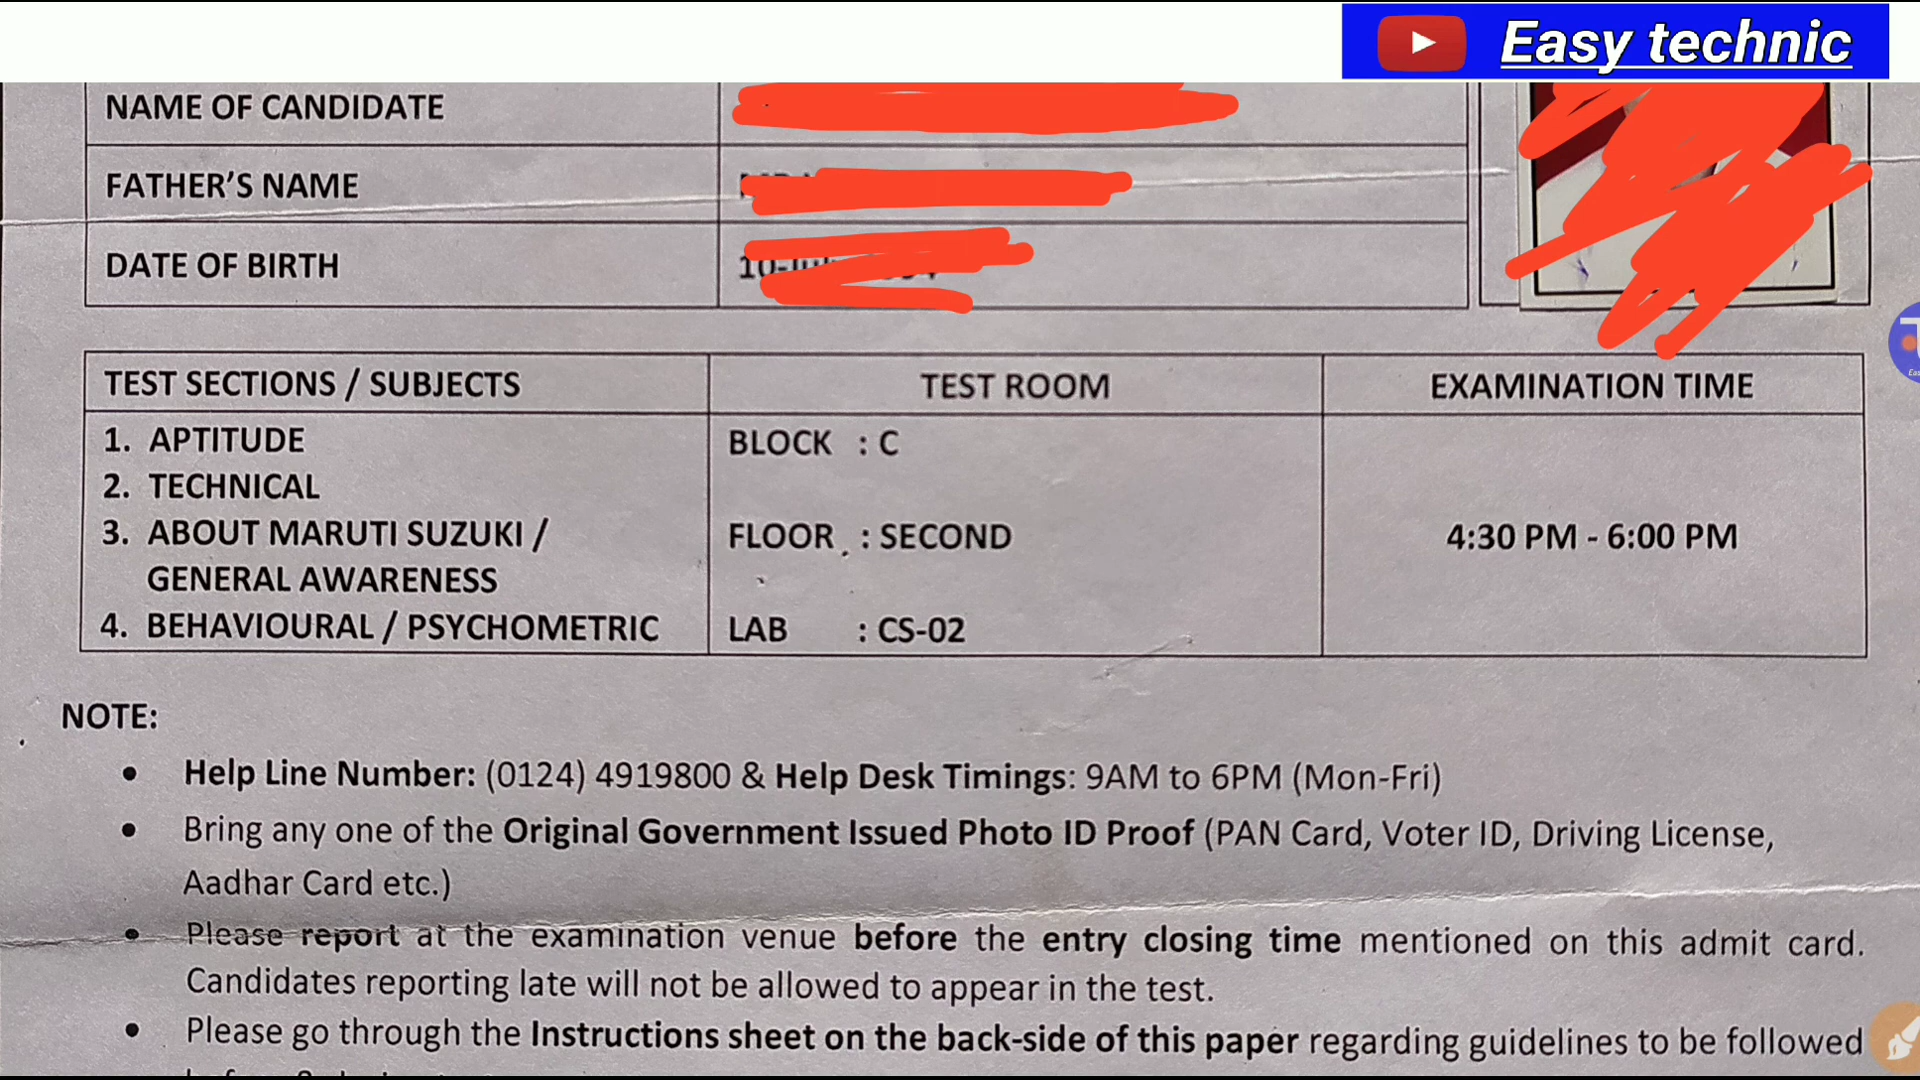 Easy technic
NAME OF CANDIDATE
FATHER'S NAME
DATE OF BIRTH
TEST SECTIONS / SUBJECTS
TEST ROOM
EXAMINATION TIME
1. APTITUDE
BLOCK : C
2. TECHNICAL
3. ABOUT MARUTI SUZUKI /
FLOOR : SECOND
4:30 PM - 6:00 PM
GENERAL AWARENESS
4. BEHAVIOURAL / PSYCHOMETRIC
LAB : CS-02
NOTE:
• Help Line Number: (0124) 4919800 & Help Desk Timings: 9AM to 6PM (Mon-Fri)
• Bring any one of the Original Government Issued Photo ID Proof (PAN Card, Voter ID, Driving License,
Aadhar Card etc.)
• Please report at the examination venue before the entry closing time mentioned on this admit card.
Candidates reporting late will not be allowed to appear in the test.
• Please go through the Instructions sheet on the back-side of this paper regarding guidelines to be followed